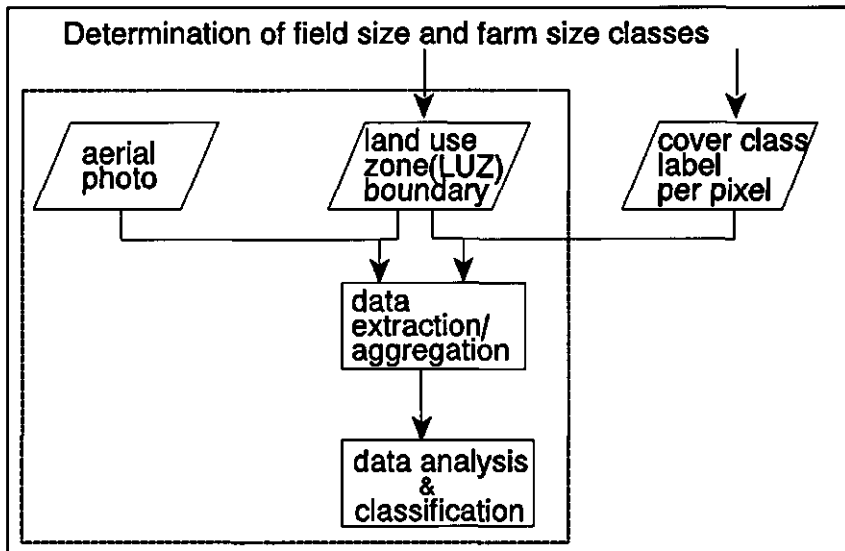 Determination of field size and farm size classes
aerial
photo
land use
zone(LUZ)
boundary
cover class
label
per pixel
data
extraction/
aggregation
data analysis
&
classification